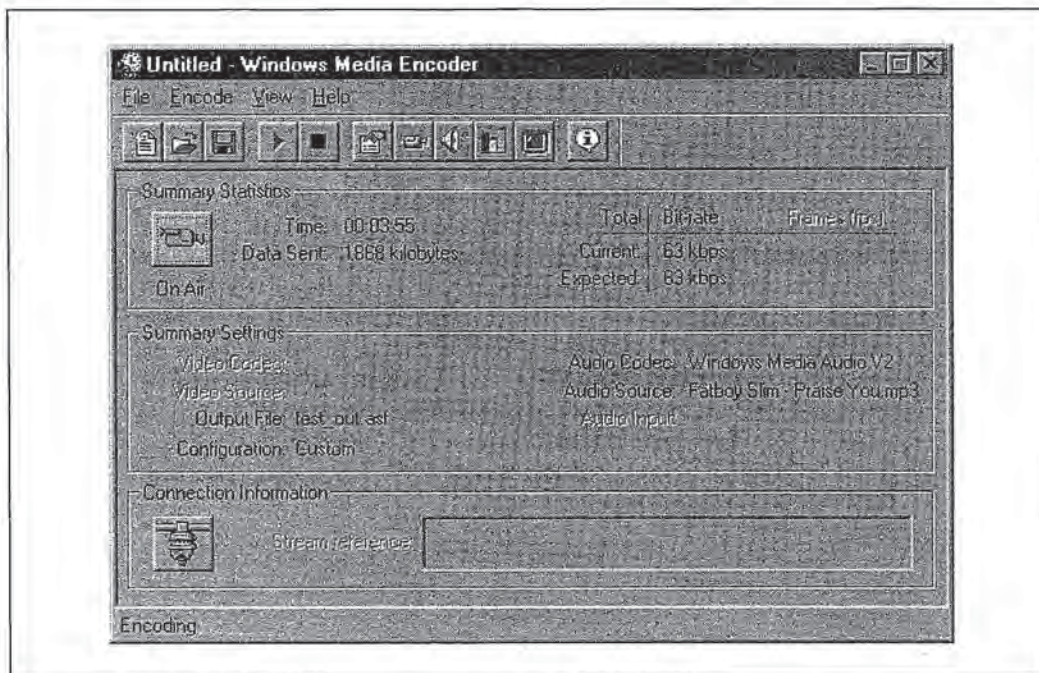 Untitled - Windows Media Encoder
File Encode View Help
Summary Statistics
Time: 00:03:55
Data Sent: 1868 kilobytes
On Air
Total Bitrate Frames (fps)
Current: 63 kbps
Expected: 63 kbps
Summary Settings
Video Codec:
Video Source:
Output File: test_out.asf
Configuration: Custom
Audio Codec: Windows Media Audio V2
Audio Source: Fatboy Slim - Praise You.mp3
Audio Input:
Connection Information
Stream reference:
Encoding